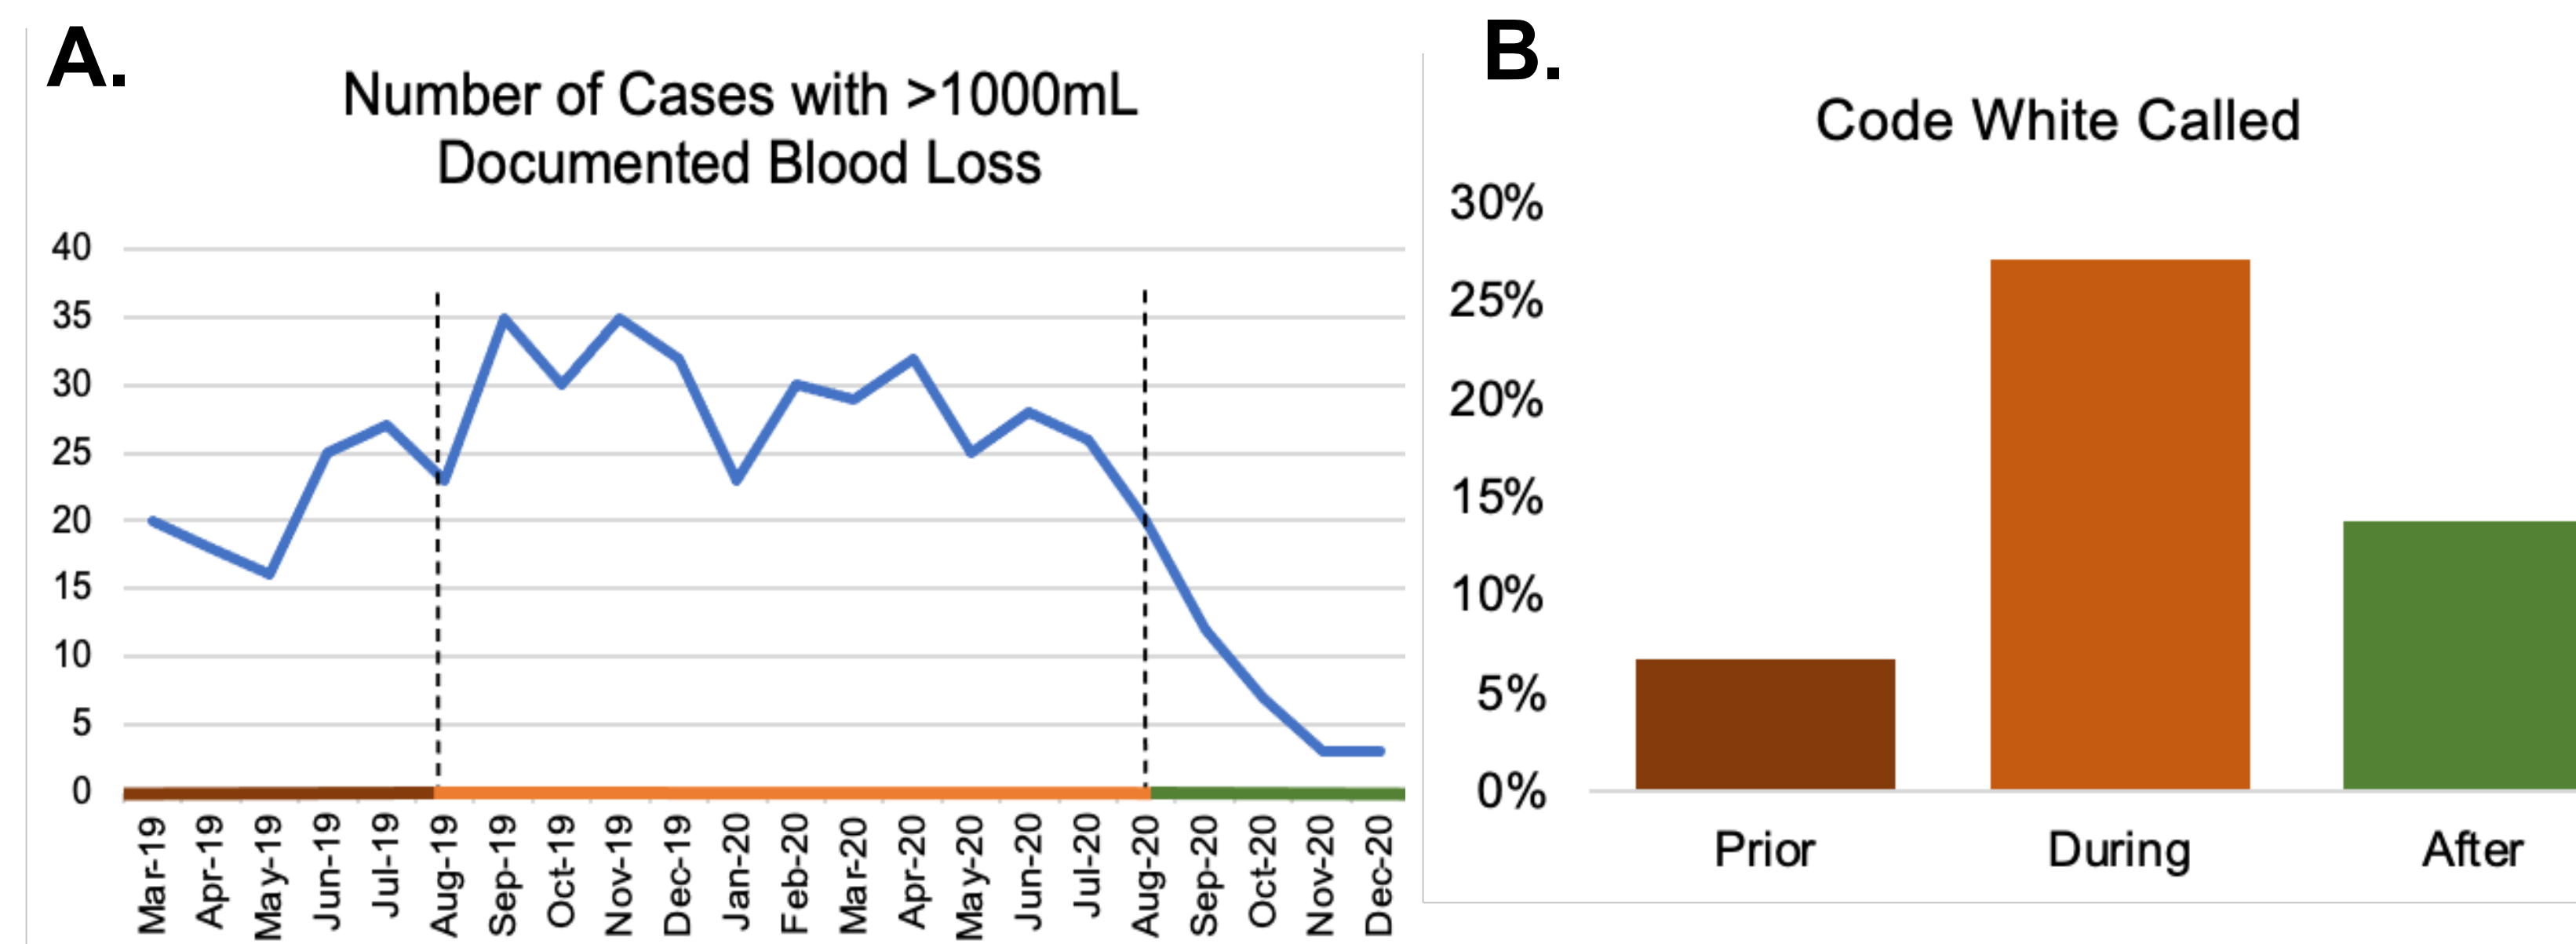 A.
Number of Cases with >1000mL
Documented Blood Loss
40
35
30
25
20
15
10
5
0
Mar-19
Apr-19
May-19
Jun-19
Jul-19
Aug-19
Sep-19
Oct-19
Nov-19
Dec-19
Jan-20
Feb-20
Mar-20
Apr-20
May-20
Jun-20
Jul-20
Aug-20
Sep-20
Oct-20
Nov-20
Dec-20
B.
Code White Called
30%
25%
20%
15%
10%
5%
0%
Prior
During
After